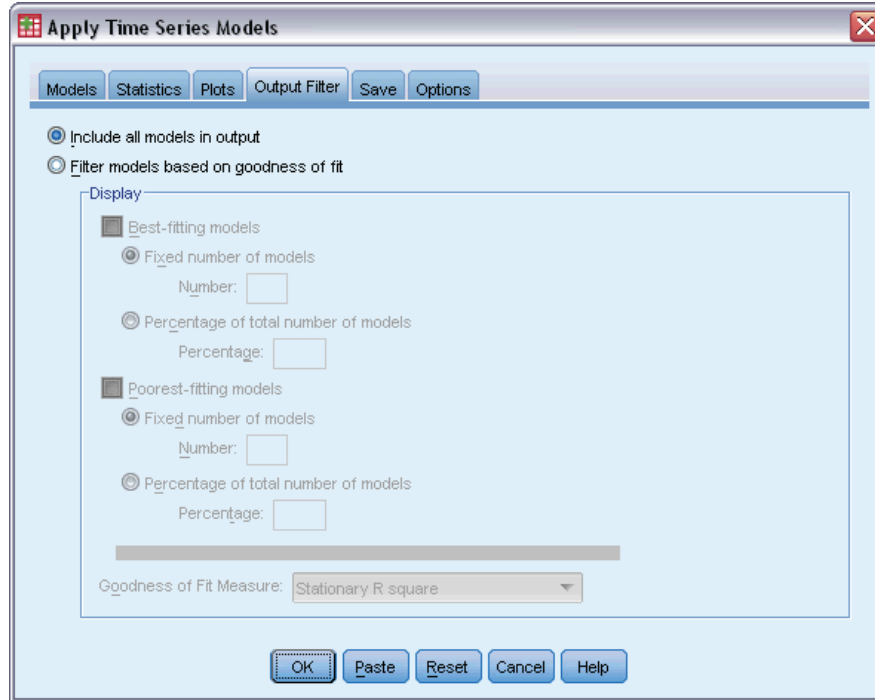 Apply Time Series Models
Models Statistics Plots Output Filter Save Options
Include all models in output
Filter models based on goodness of fit
Display
Best-fitting models
Fixed number of models
Number:
Percentage of total number of models
Percentage:
Poorest-fitting models
Fixed number of models
Number:
Percentage of total number of models
Percentage:
Goodness of Fit Measure: Stationary R square
OK Paste Reset Cancel Help